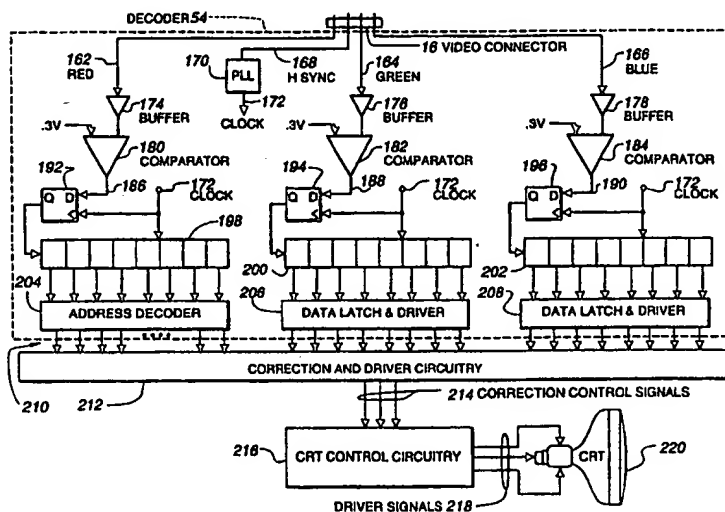 DECODER 54
16 VIDEO CONNECTOR
162
RED
170
PLL
168
H SYNC
164
GREEN
166
BLUE
172
CLOCK
174
BUFFER
176
BUFFER
178
BUFFER
.3V
.3V
.3V
180
COMPARATOR
182
COMPARATOR
184
COMPARATOR
192
Q D
186
172
CLOCK
194
Q D
188
172
CLOCK
196
Q D
190
172
CLOCK
198
200
202
204
ADDRESS DECODER
206
DATA LATCH & DRIVER
208
DATA LATCH & DRIVER
210
CORRECTION AND DRIVER CIRCUITRY
212
214 CORRECTION CONTROL SIGNALS
216
CRT CONTROL CIRCUITRY
CRT
220
DRIVER SIGNALS 218